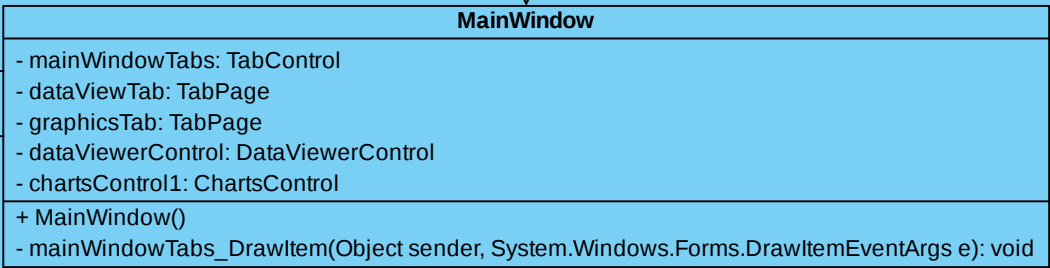 MainWindow
- mainWindowTabs: TabControl
- dataViewTab: TabPage
- graphicsTab: TabPage
- dataViewerControl: DataViewerControl
- chartsControl1: ChartsControl
+ MainWindow()
- mainWindowTabs_DrawItem(Object sender, System.Windows.Forms.DrawItemEventArgs e): void